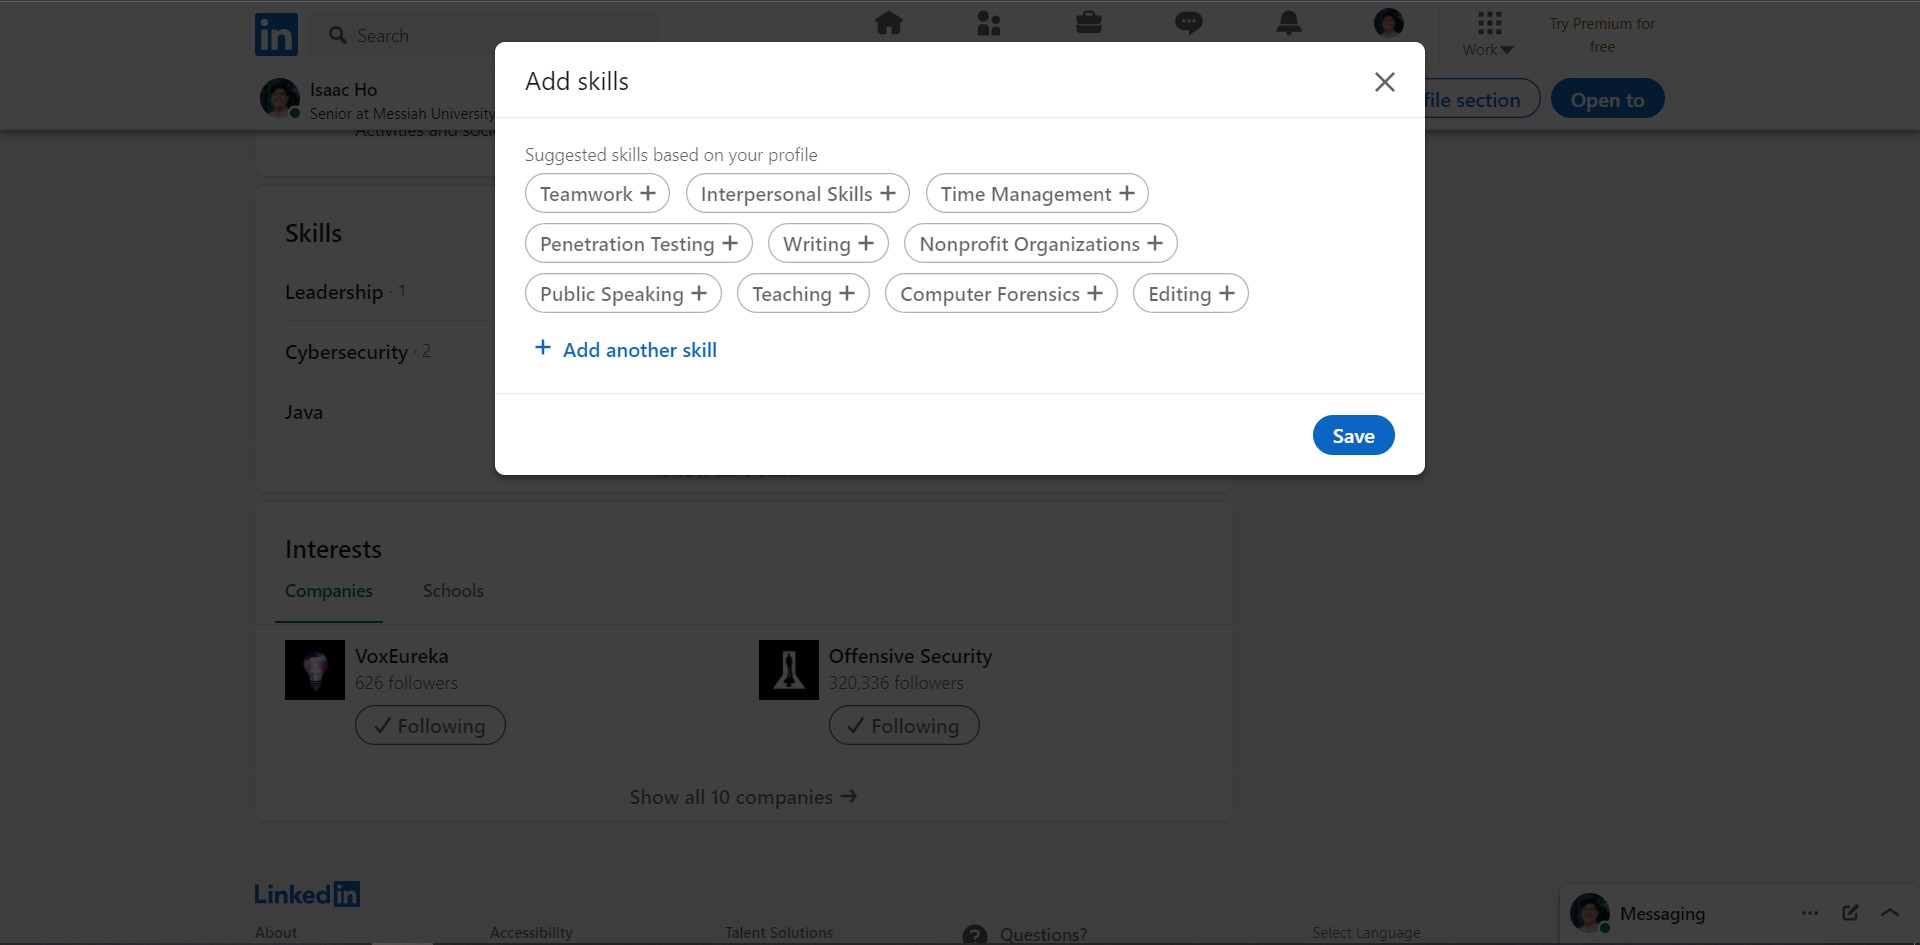 in
Search
Work
Try Premium for
free
Isaac Ho
Senior at Messiah University
file section
Open to
Activities and soci
Add skills
Suggested skills based on your profile
Teamwork +
Interpersonal Skills +
Time Management +
Penetration Testing +
Writing +
Nonprofit Organizations +
Public Speaking +
Teaching +
Computer Forensics +
Editing +
+ Add another skill
Save
Skills
Leadership · 1
Cybersecurity · 2
Java
Interests
Companies
Schools
VoxEureka
626 followers
Following
Offensive Security
320,336 followers
Following
Show all 10 companies →
Linkedin
About
Accessibility
Talent Solutions
Questions?
Select Language
Messaging